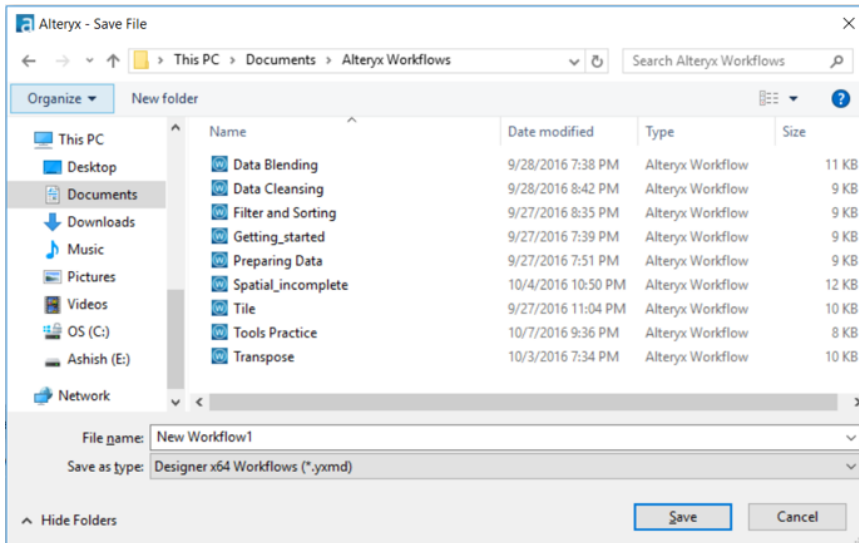 Alteryx - Save File
This PC > Documents > Alteryx Workflows
Search Alteryx Workflows
Organize
New folder
This PC
Desktop
Documents
Downloads
Music
Pictures
Videos
OS (C:)
Ashish (E:)
Network
Name Date modified Type Size
Data Blending 9/28/2016 7:38 PM Alteryx Workflow 11 KB
Data Cleansing 9/28/2016 8:42 PM Alteryx Workflow 9 KB
Filter and Sorting 9/27/2016 8:35 PM Alteryx Workflow 9 KB
Getting_started 9/27/2016 7:39 PM Alteryx Workflow 9 KB
Preparing Data 9/27/2016 7:51 PM Alteryx Workflow 9 KB
Spatial_incomplete 10/4/2016 10:50 PM Alteryx Workflow 12 KB
Tile 9/27/2016 11:04 PM Alteryx Workflow 10 KB
Tools Practice 10/7/2016 9:36 PM Alteryx Workflow 8 KB
Transpose 10/3/2016 7:34 PM Alteryx Workflow 10 KB
File name: New Workflow1
Save as type: Designer x64 Workflows (*.yxmd)
Hide Folders
Save
Cancel